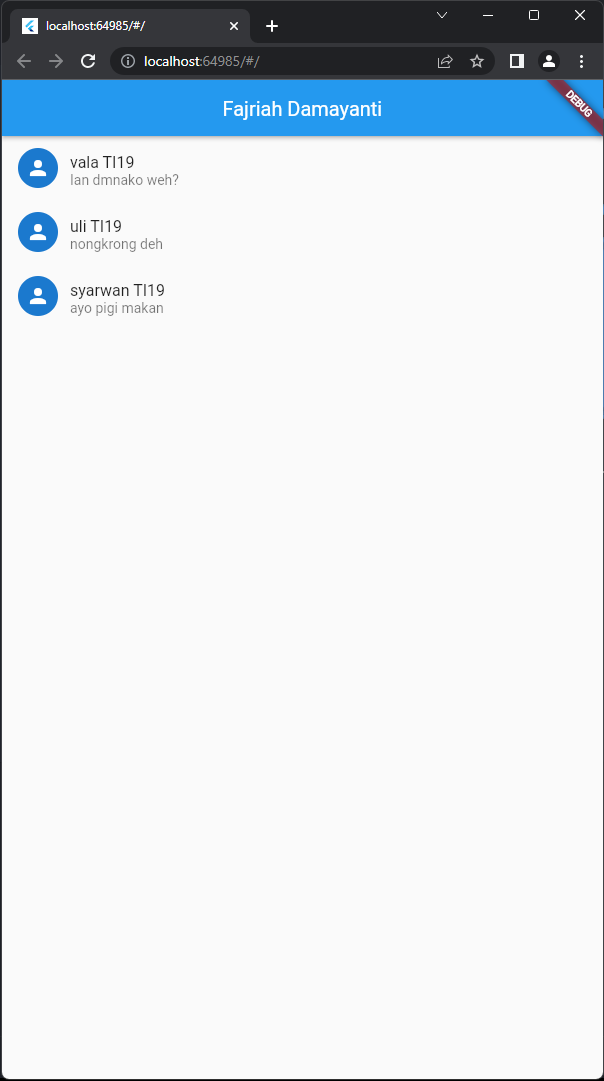 localhost:64985/#/
localhost:64985/#/
Fajriah Damayanti
DEBUG
vala TI19
lan dmnako weh?
uli TI19
nongkrong deh
syarwan TI19
ayo pigi makan